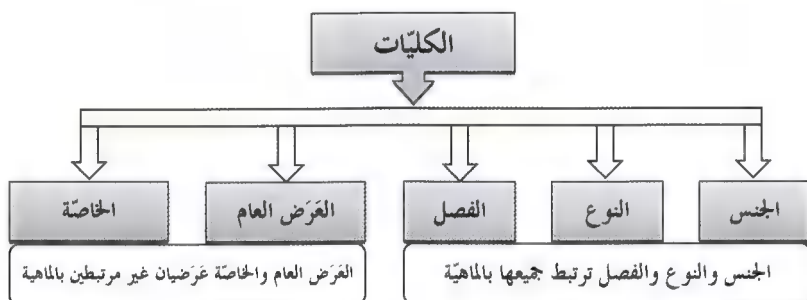 الكليّات
الجنس
النوع
الفصل
العَرَض العام
الخاصّة
الجنس والنوع والفصل ترتبط جميعها بالماهيّة
العَرَض العام والخاصّة عَرَضيان غير مرتبطين بالماهية